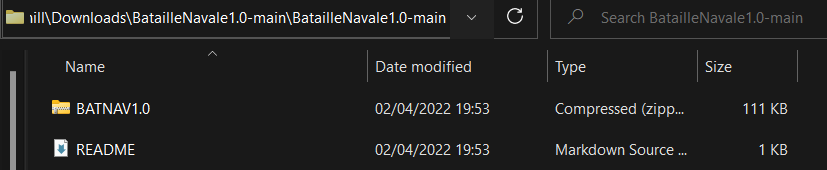 ill\Downloads\BatailleNavale1.0-main\BatailleNavale1.0-main Search BatailleNavale1.0-main
Name Date modified Type Size
BATNAV1.0 02/04/2022 19:53 Compressed (zipp... 111 KB
README 02/04/2022 19:53 Markdown Source ... 1 KB